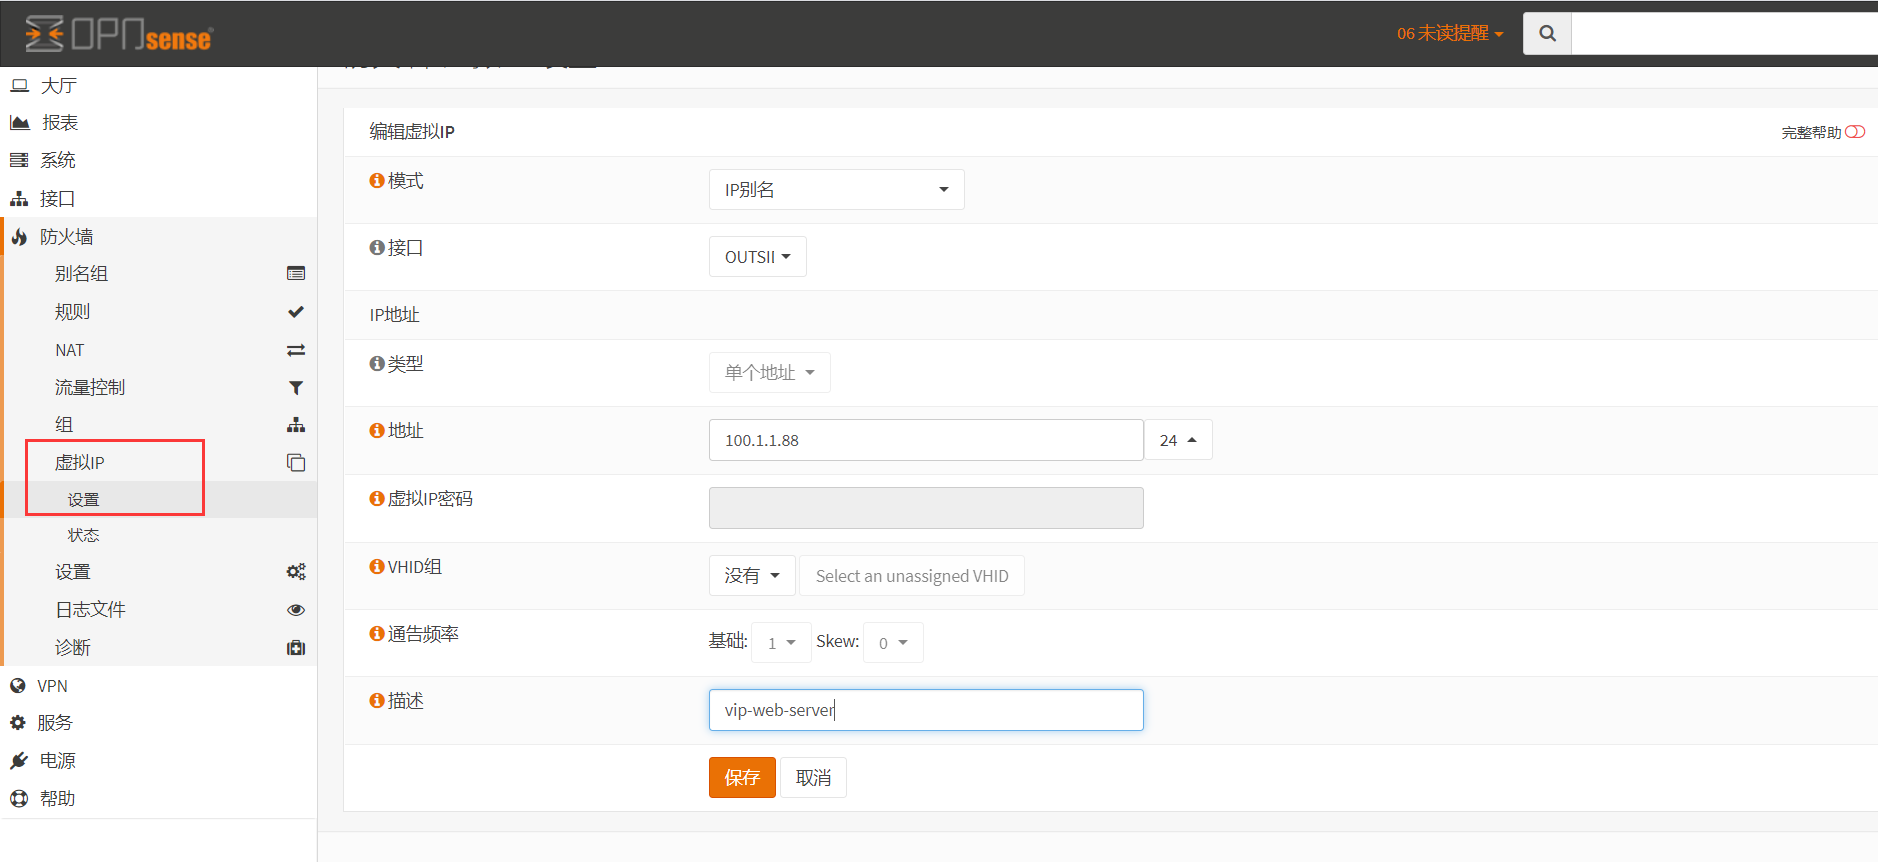 OPNsense
06 未读提醒
大厅
报表
系统
接口
防火墙
别名组
规则
NAT
流量控制
组
虚拟IP
设置
状态
设置
日志文件
诊断
VPN
服务
电源
帮助
编辑虚拟IP
完整帮助
模式
IP别名
接口
OUTSII
IP地址
类型
单个地址
地址
100.1.1.88
24
虚拟IP密码
VHID组
没有
Select an unassigned VHID
通告频率
基础: 1 Skew: 0
描述
vip-web-server
保存
取消